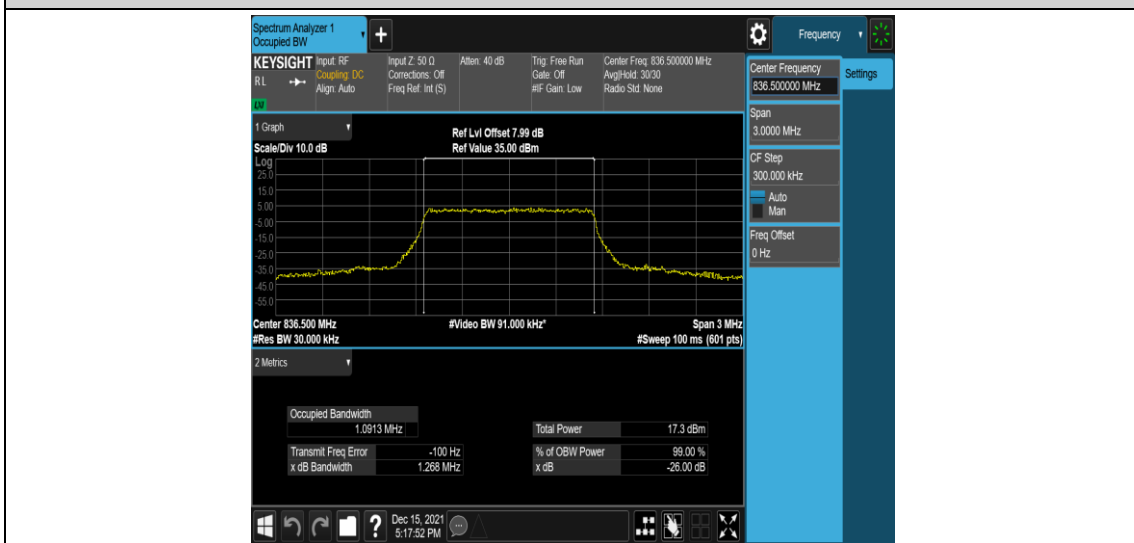 Spectrum Analyzer 1
Occupied BW
+
Frequency
KEYSIGHT
RL
LXI
Input: RF
Coupling: DC
Align: Auto
Input Z: 50 Ω
Corrections: Off
Freq Ref: Int (S)
Atten: 40 dB
Trig: Free Run
Gate: Off
#IF Gain: Low
Center Freq: 836.500000 MHz
Avg|Hold: 30/30
Radio Std: None
Center Frequency
836.500000 MHz
Settings
Span
3.0000 MHz
CF Step
300.000 kHz
Auto
Man
Freq Offset
0 Hz
1 Graph
Scale/Div 10.0 dB
Ref Lvl Offset 7.99 dB
Ref Value 35.00 dBm
Log
25.0
15.0
5.00
-5.00
-15.0
-25.0
-35.0
-45.0
-55.0
Center 836.500 MHz
#Video BW 91.000 kHz*
Span 3 MHz
#Res BW 30.000 kHz
#Sweep 100 ms (601 pts)
2 Metrics
Occupied Bandwidth
1.0913 MHz
Total Power 17.3 dBm
Transmit Freq Error -100 Hz
% of OBW Power 99.00 %
x dB Bandwidth 1.268 MHz
x dB -26.00 dB
?
Dec 15, 2021
5:17:52 PM